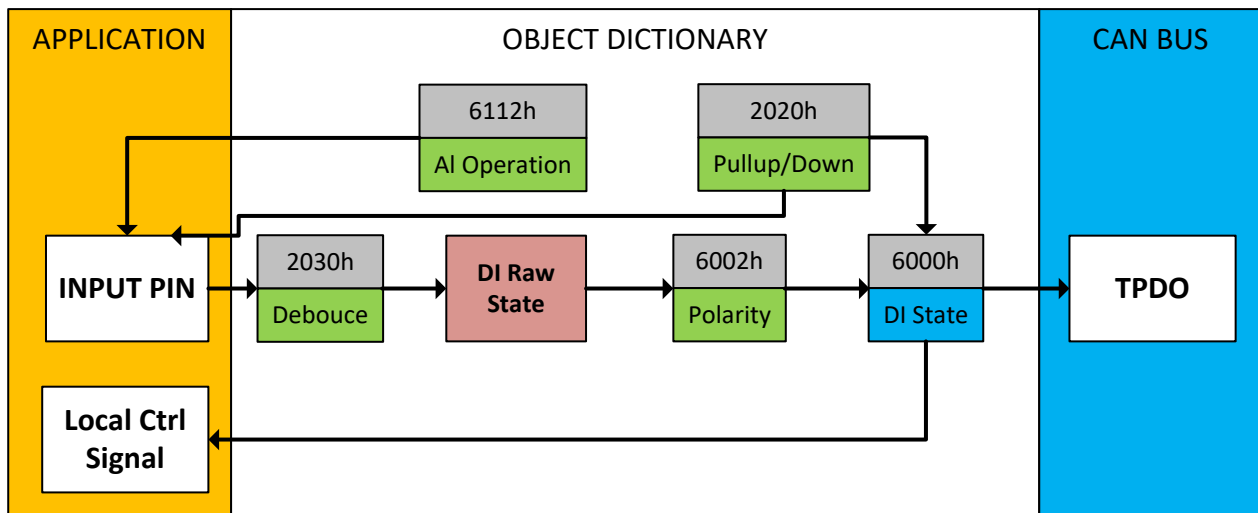 APPLICATION
OBJECT DICTIONARY
CAN BUS
6112h
AI Operation
2020h
Pullup/Down
INPUT PIN
2030h
Debouce
DI Raw
State
6002h
Polarity
6000h
DI State
TPDO
Local Ctrl
Signal